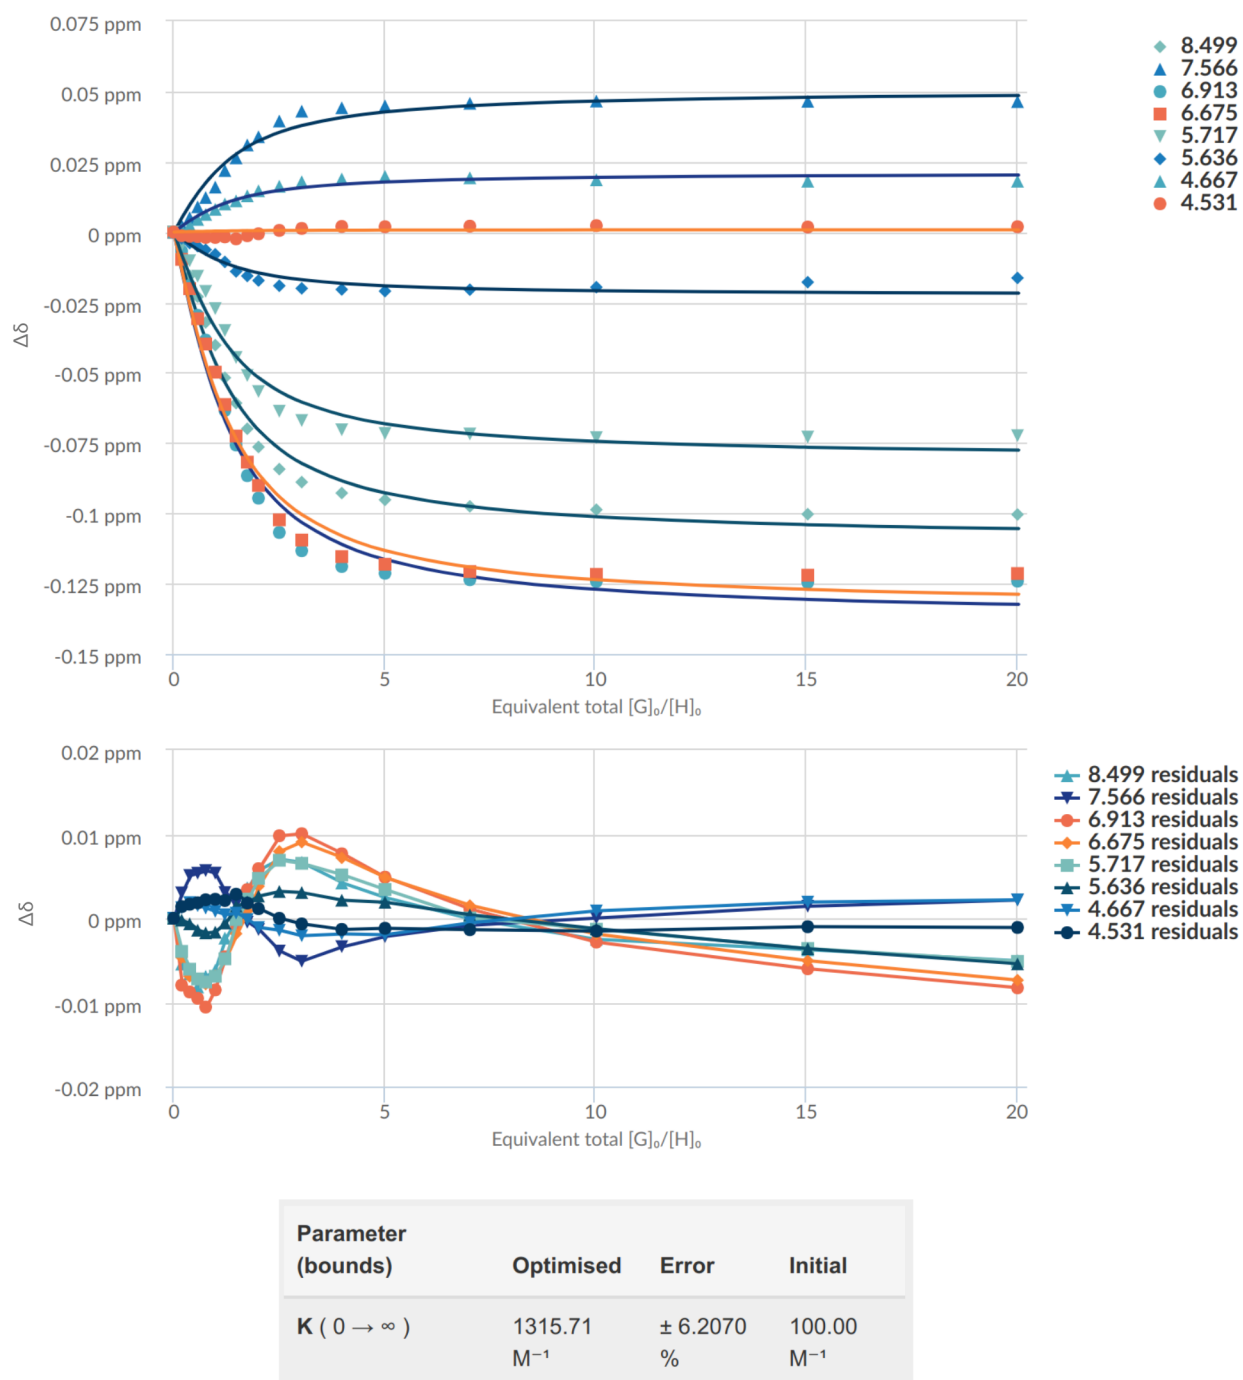 0.075 ppm
0.05 ppm
0.025 ppm
0 ppm
-0.025 ppm
-0.05 ppm
-0.075 ppm
-0.1 ppm
-0.125 ppm
-0.15 ppm
Δδ
0 5 10 15 20
Equivalent total [G]₀/[H]₀
8.499
7.566
6.913
6.675
5.717
5.636
4.667
4.531
0.02 ppm
0.01 ppm
0 ppm
-0.01 ppm
-0.02 ppm
Δδ
0 5 10 15 20
Equivalent total [G]₀/[H]₀
8.499 residuals
7.566 residuals
6.913 residuals
6.675 residuals
5.717 residuals
5.636 residuals
4.667 residuals
4.531 residuals
Parameter
(bounds) Optimised Error Initial
K ( 0 → ∞ ) 1315.71 ± 6.2070 100.00
M⁻¹ % M⁻¹